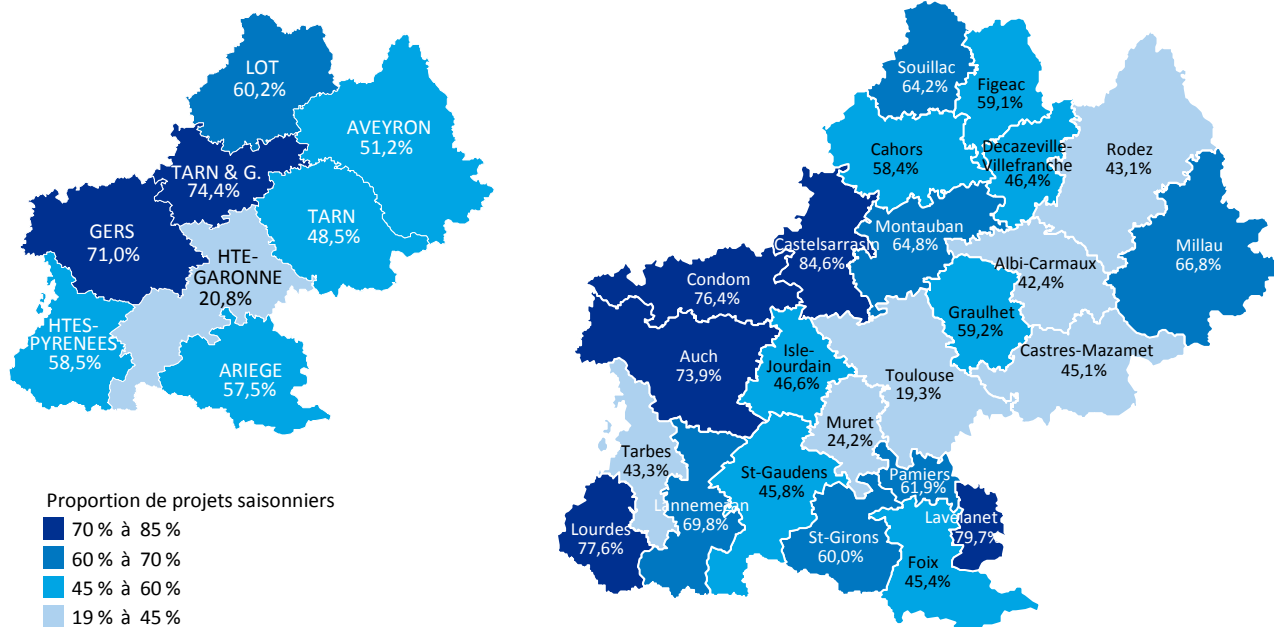 LOT
60,2%
AVEYRON
51,2%
TARN & G.
74,4%
TARN
48,5%
GERS
71,0%
HTE-
GARONNE
20,8%
HTES-
PYRENEES
58,5%
ARIEGE
57,5%
Proportion de projets saisonniers
70 % à 85 %
60 % à 70 %
45 % à 60 %
19 % à 45 %
Souillac
64,2%
Figeac
59,1%
Cahors
58,4%
Decazeville-
Villefranche
46,4%
Rodez
43,1%
Castelsarrasin
84,6%
Montauban
64,8%
Millau
66,8%
Condom
76,4%
Albi-Carmaux
42,4%
Graulhet
59,2%
Auch
73,9%
Isle-
Jourdain
46,6%
Toulouse
19,3%
Castres-Mazamet
45,1%
Muret
24,2%
Tarbes
43,3%
St-Gaudens
45,8%
Pamiers
61,9%
Lannemezan
69,8%
Lourdes
77,6%
St-Girons
60,0%
Lavelanet
79,7%
Foix
45,4%